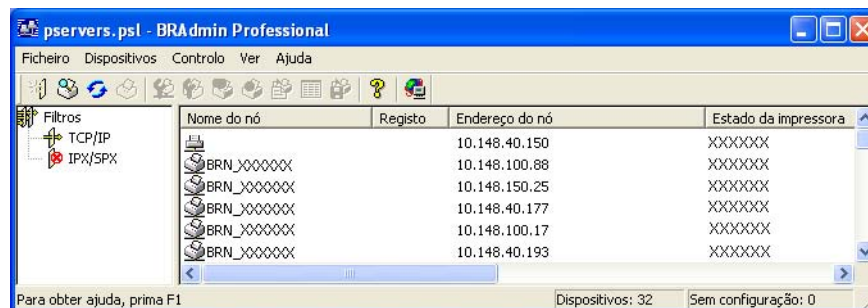 pservers.psl - BRAdmin Professional
Ficheiro Dispositivos Controlo Ver Ajuda
Filtros
TCP/IP
IPX/SPX
Nome do nó Registo Endereço do nó Estado da impressora
10.148.40.150 XXXXXX
BRN_XXXXXX 10.148.100.88 XXXXXX
BRN_XXXXXX 10.148.150.25 XXXXXX
BRN_XXXXXX 10.148.40.177 XXXXXX
BRN_XXXXXX 10.148.100.17 XXXXXX
BRN_XXXXXX 10.148.40.193 XXXXXX
Para obter ajuda, prima F1 Dispositivos: 32 Sem configuração: 0